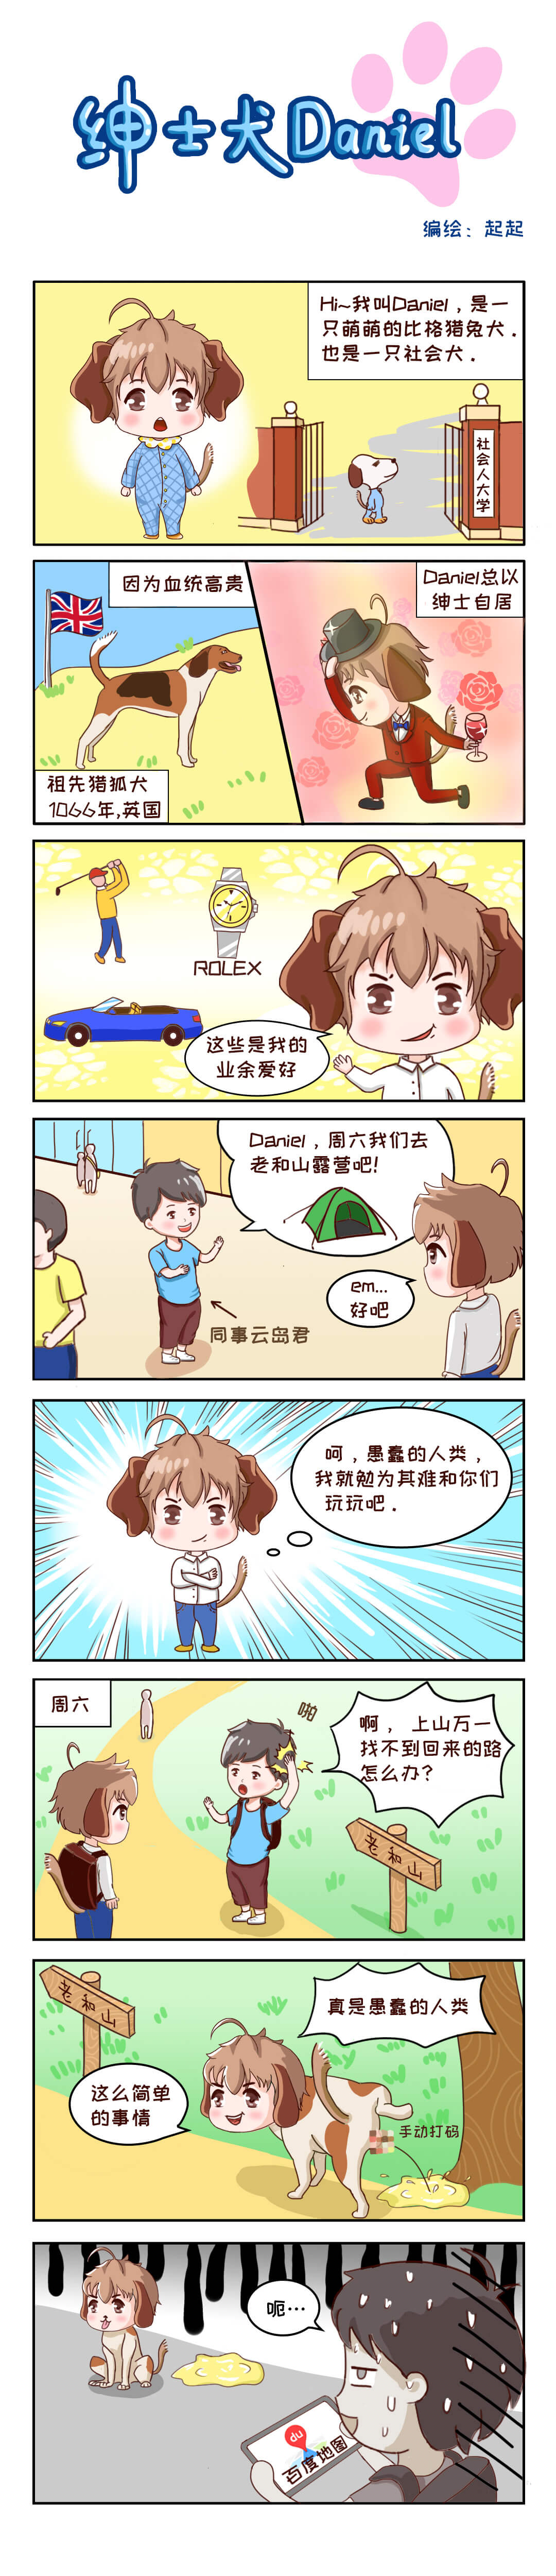 绅士犬Daniel
编绘：起起
Hi~我叫Daniel，是一
只萌萌的比格猎兔犬．
也是一只社会犬．
社会人大学
因为血统高贵
祖先猎狐犬
1066年,英国
Daniel总以
绅士自居
ROLEX
这些是我的
业余爱好
Daniel，周六我们去
老和山露营吧！
em...
好吧
同事云岛君
呵，愚蠢的人类，
我就勉为其难和你们
玩玩吧．
周六
啪
啊， 上山万一
找不到回来的路
怎么办？
老和山
老和山
真是愚蠢的人类
这么简单
的事情
手动打码
呃…
du
百度地图